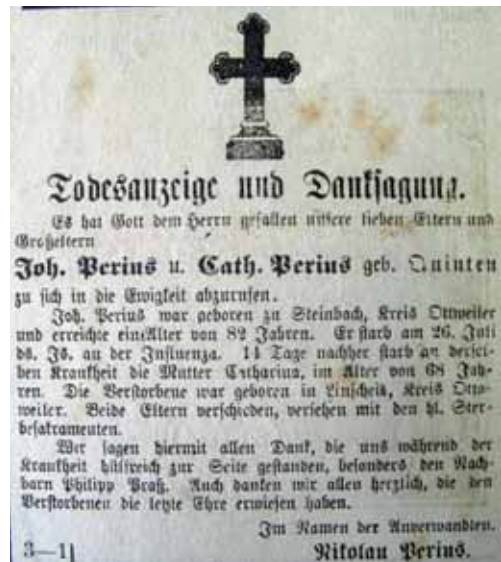 Todesanzeige und Danksagung.
Es hat Gott dem Herrn gefallen unsere lieben Eltern und
Großeltern
Joh. Perius u. Cath. Perius geb. Quinten
zu sich in die Ewigkeit abzurufen.
Joh. Perius war geboren zu Steinbach, Kreis Ottweiler
und erreichte ein Alter von 82 Jahren. Er starb am 26. Juli
ds. Js. an der Influenza. 14 Tage nachher starb an dersel-
ben Krankheit die Mutter Catharina, im Alter von 68 Jah-
ren. Die Verstorbene war geboren in Linscheid, Kreis Ott-
weiler. Beide Eltern verschieden, versehen mit den hl. Ster-
besakramenten.
Wir sagen hiermit allen Dank, die uns während der
Krankheit hilfreich zur Seite gestanden, besonders den Nach-
barn Philipp Praß. Auch danken wir allen herzlich, die den
Verstorbenen die letzte Ehre erwiesen haben.
Im Namen der Anverwandten.
3—1] Nikolau Perius.